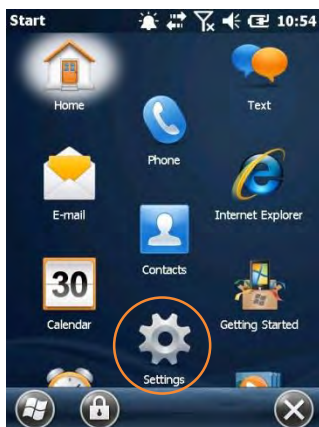 Start 10:54
Home
Text
Phone
E-mail
Internet Explorer
Contacts
30
Calendar
Getting Started
Settings